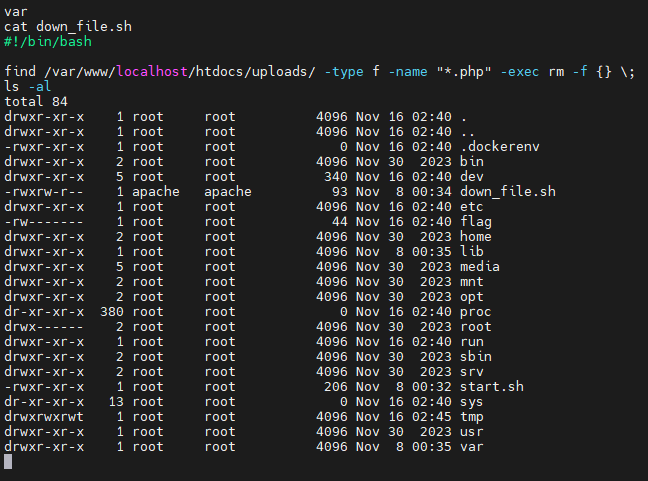 var
cat down_file.sh
#!/bin/bash
find /var/www/localhost/htdocs/uploads/ -type f -name "*.php" -exec rm -f {} \;
ls -al
total 84
drwxr-xr-x    1 root     root          4096 Nov 16 02:40 .
drwxr-xr-x    1 root     root          4096 Nov 16 02:40 ..
-rwxr-xr-x    1 root     root             0 Nov 16 02:40 .dockerenv
drwxr-xr-x    2 root     root          4096 Nov 30  2023 bin
drwxr-xr-x    5 root     root           340 Nov 16 02:40 dev
-rwxrw-r--    1 apache   apache          93 Nov  8 00:34 down_file.sh
drwxr-xr-x    1 root     root          4096 Nov 16 02:40 etc
-rw-------    1 root     root            44 Nov 16 02:40 flag
drwxr-xr-x    2 root     root          4096 Nov 30  2023 home
drwxr-xr-x    1 root     root          4096 Nov  8 00:35 lib
drwxr-xr-x    5 root     root          4096 Nov 30  2023 media
drwxr-xr-x    2 root     root          4096 Nov 30  2023 mnt
drwxr-xr-x    2 root     root          4096 Nov 30  2023 opt
dr-xr-xr-x  380 root     root             0 Nov 16 02:40 proc
drwx------    2 root     root          4096 Nov 30  2023 root
drwxr-xr-x    1 root     root          4096 Nov 16 02:40 run
drwxr-xr-x    2 root     root          4096 Nov 30  2023 sbin
drwxr-xr-x    2 root     root          4096 Nov 30  2023 srv
-rwxr-xr-x    1 root     root           206 Nov  8 00:32 start.sh
dr-xr-xr-x   13 root     root             0 Nov 16 02:40 sys
drwxrwxrwt    1 root     root          4096 Nov 16 02:45 tmp
drwxr-xr-x    1 root     root          4096 Nov 30  2023 usr
drwxr-xr-x    1 root     root          4096 Nov  8 00:35 var